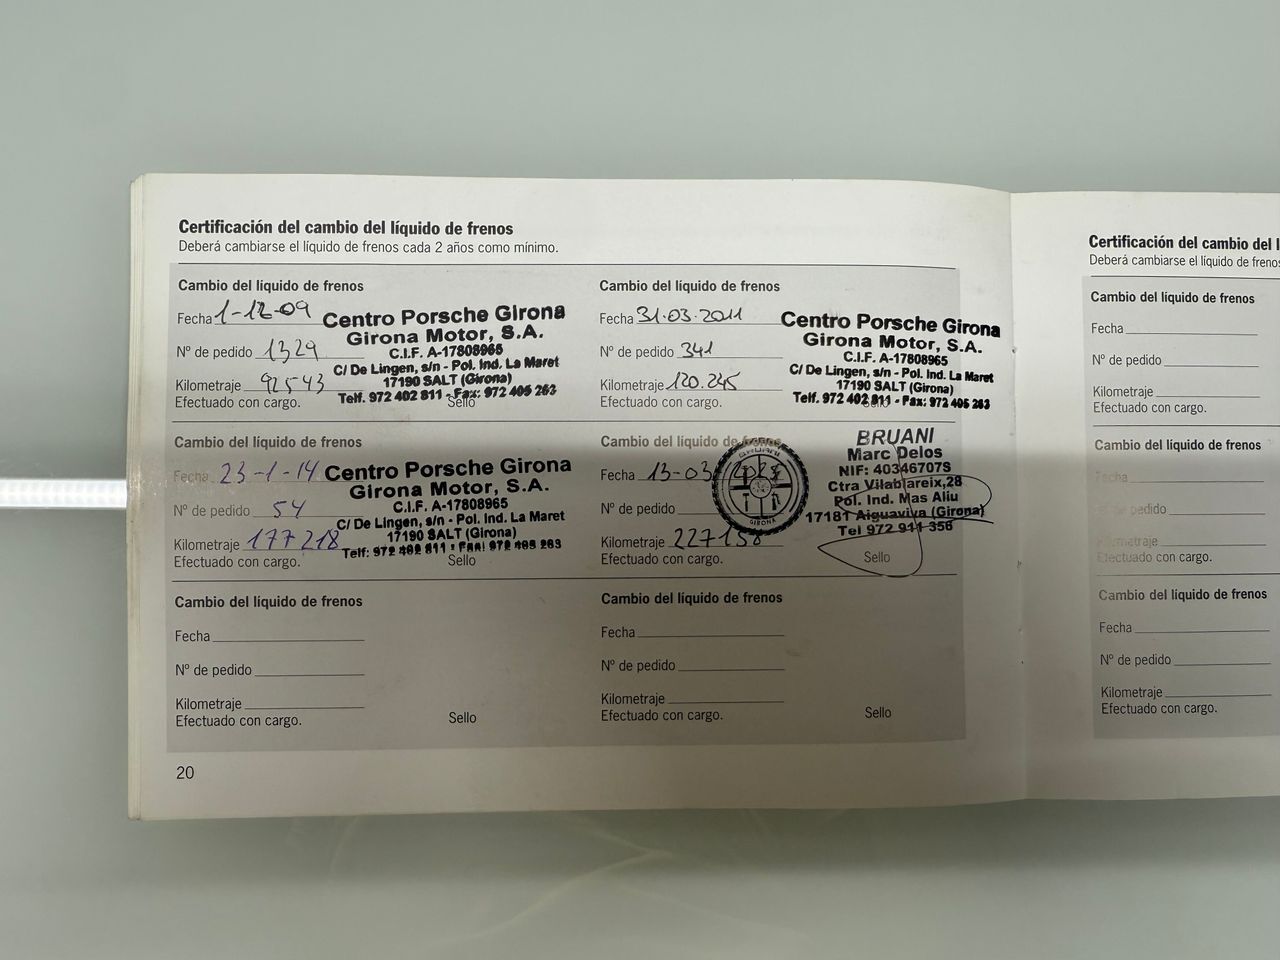 Certificación del cambio del líquido de frenos
Deberá cambiarse el líquido de frenos cada 2 años como mínimo.
Cambio del líquido de frenos
Fecha 1-12-09
Nº de pedido 1329
Kilometraje 92543
Efectuado con cargo.
Sello
Centro Porsche Girona
Girona Motor, S.A.
C.I.F. A-17808965
C/ De Lingen, s/n - Pol. Ind. La Maret
17190 SALT (Girona)
Telf. 972 402 811 - Fax: 972 405 263
Cambio del líquido de frenos
Fecha 31.03.2011
Nº de pedido 341
Kilometraje 120.245
Efectuado con cargo.
Sello
Centro Porsche Girona
Girona Motor, S.A.
C.I.F. A-17808965
C/ De Lingen, s/n - Pol. Ind. La Maret
17190 SALT (Girona)
Telf. 972 402 811 - Fax: 972 405 263
Cambio del líquido de frenos
Fecha 23-1-14
Nº de pedido 54
Kilometraje 177218
Efectuado con cargo.
Sello
Centro Porsche Girona
Girona Motor, S.A.
C.I.F. A-17808965
C/ De Lingen, s/n - Pol. Ind. La Maret
17190 SALT (Girona)
Telf: 972 402 811 - Fax: 972 405 263
Cambio del líquido de frenos
Fecha 13-03
Nº de pedido
Kilometraje 227158
Efectuado con cargo.
Sello
BRUANI
GIRONA
BRUANI
Marc Delos
NIF: 40346707S
Ctra Vilablareix,28
Pol. Ind. Mas Aliu
17181 Aiguaviva (Girona)
Tel 972 911 356
Cambio del líquido de frenos
Fecha
Nº de pedido
Kilometraje
Efectuado con cargo.
Sello
Cambio del líquido de frenos
Fecha
Nº de pedido
Kilometraje
Efectuado con cargo.
Sello
20
Certificación del cambio del l
Deberá cambiarse el líquido de frenos
Cambio del líquido de frenos
Fecha
Nº de pedido
Kilometraje
Efectuado con cargo.
Cambio del líquido de frenos
Fecha
de pedido
Kilometraje
Efectuado con cargo.
Cambio del líquido de frenos
Fecha
Nº de pedido
Kilometraje
Efectuado con cargo.